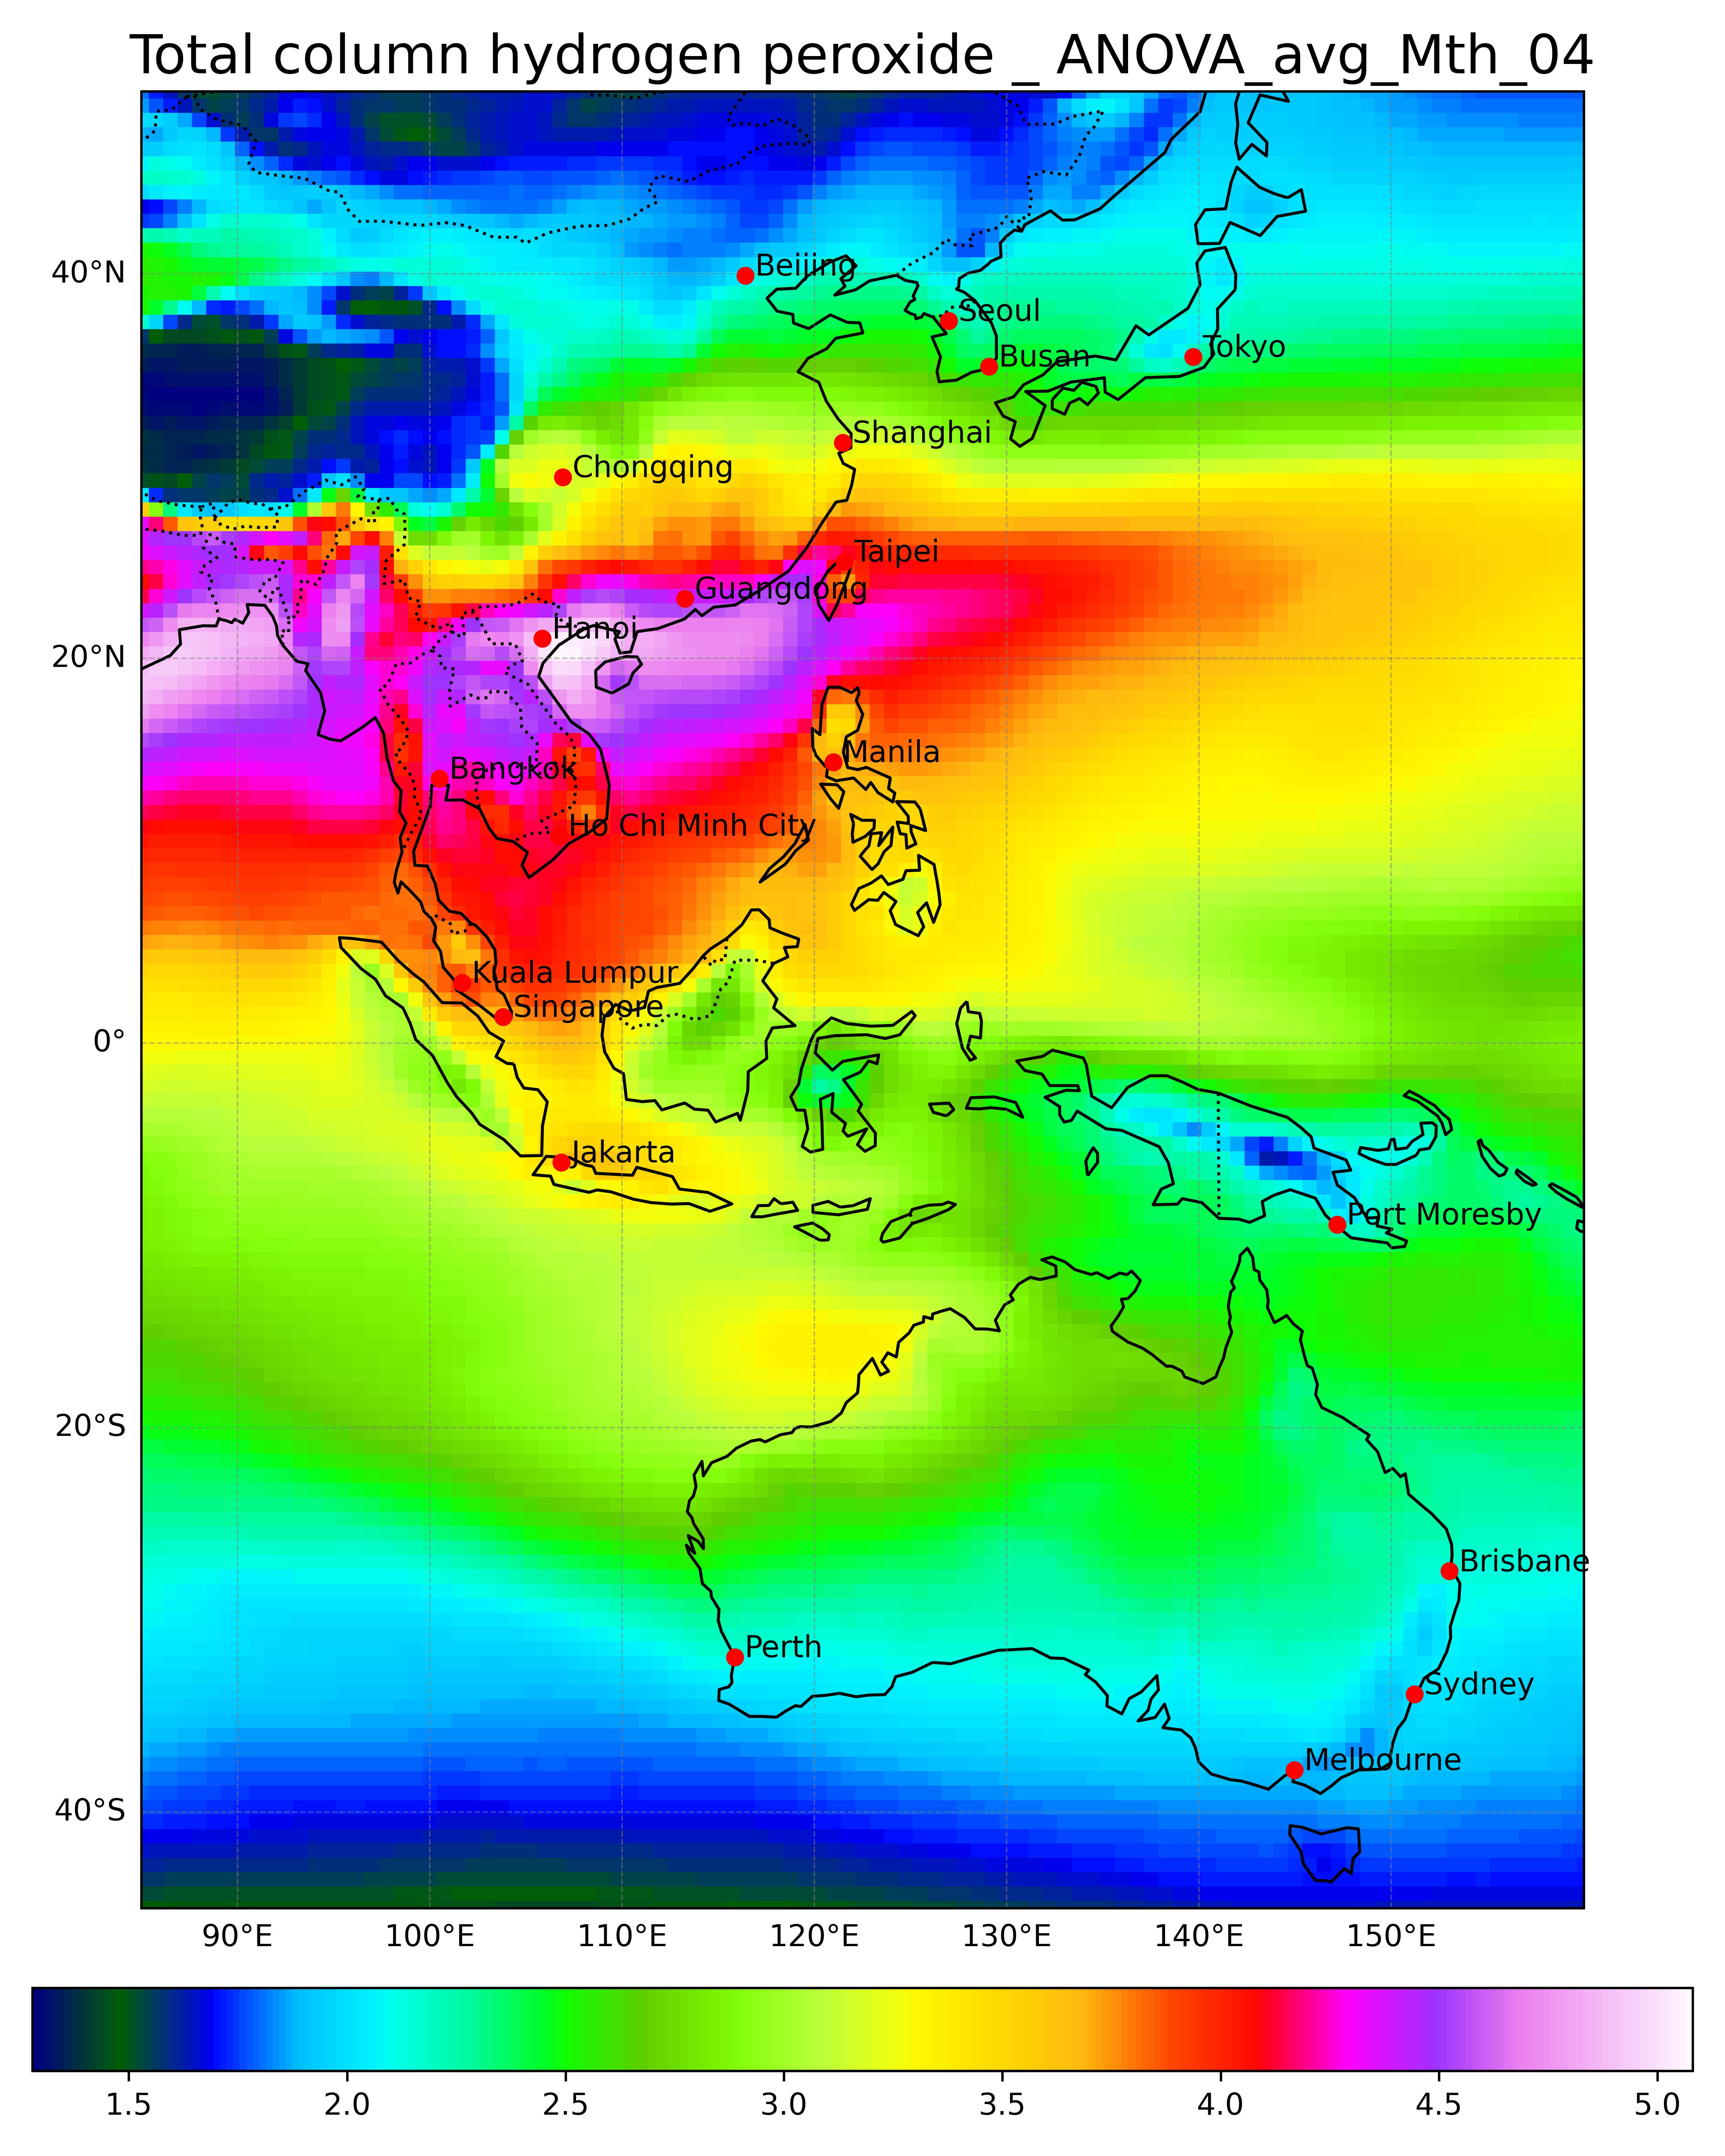 Total column hydrogen peroxide _ ANOVA_avg_Mth_04
Beijing
40°N
Seoul
Tokyo
Busan
Shanghai
Chongqing
Taipei
Guangdong
Hanoi
20°N
Manila
Bangkok
Ho Chi Minh City
Kuala Lumpur
Singapore
0°
Jakarta
Port Moresby
20°S
Brisbane
Perth
Sydney
Melbourne
40°S
90°E 100°E 110°E 120°E 130°E 140°E 150°E
1.5 2.0 2.5 3.0 3.5 4.0 4.5 5.0